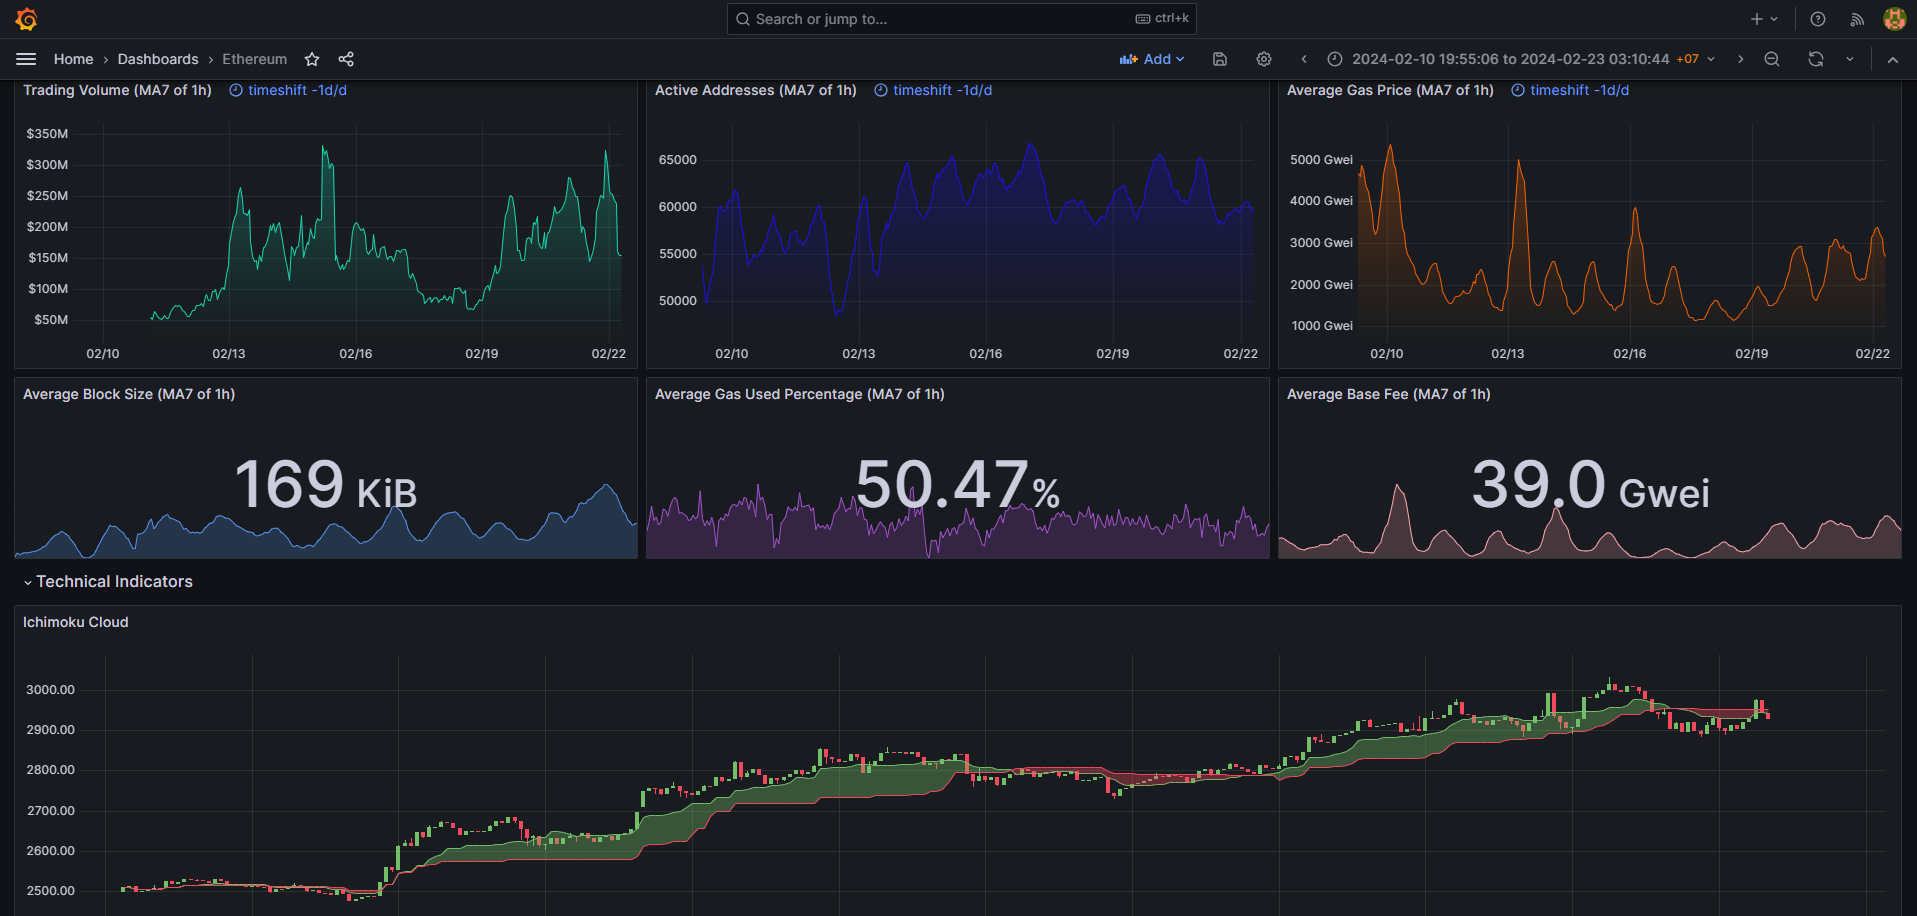 Search or jump to... ctrl+k
Home › Dashboards › Ethereum Add 2024-02-10 19:55:06 to 2024-02-23 03:10:44 +07
Trading Volume (MA7 of 1h) timeshift -1d/d
$350M
$300M
$250M
$200M
$150M
$100M
$50M
02/10 02/13 02/16 02/19 02/22
Active Addresses (MA7 of 1h) timeshift -1d/d
65000
60000
55000
50000
02/10 02/13 02/16 02/19 02/22
Average Gas Price (MA7 of 1h) timeshift -1d/d
5000 Gwei
4000 Gwei
3000 Gwei
2000 Gwei
1000 Gwei
02/10 02/13 02/16 02/19 02/22
Average Block Size (MA7 of 1h)
169 KiB
Average Gas Used Percentage (MA7 of 1h)
50.47%
Average Base Fee (MA7 of 1h)
39.0 Gwei
Technical Indicators
Ichimoku Cloud
3000.00
2900.00
2800.00
2700.00
2600.00
2500.00